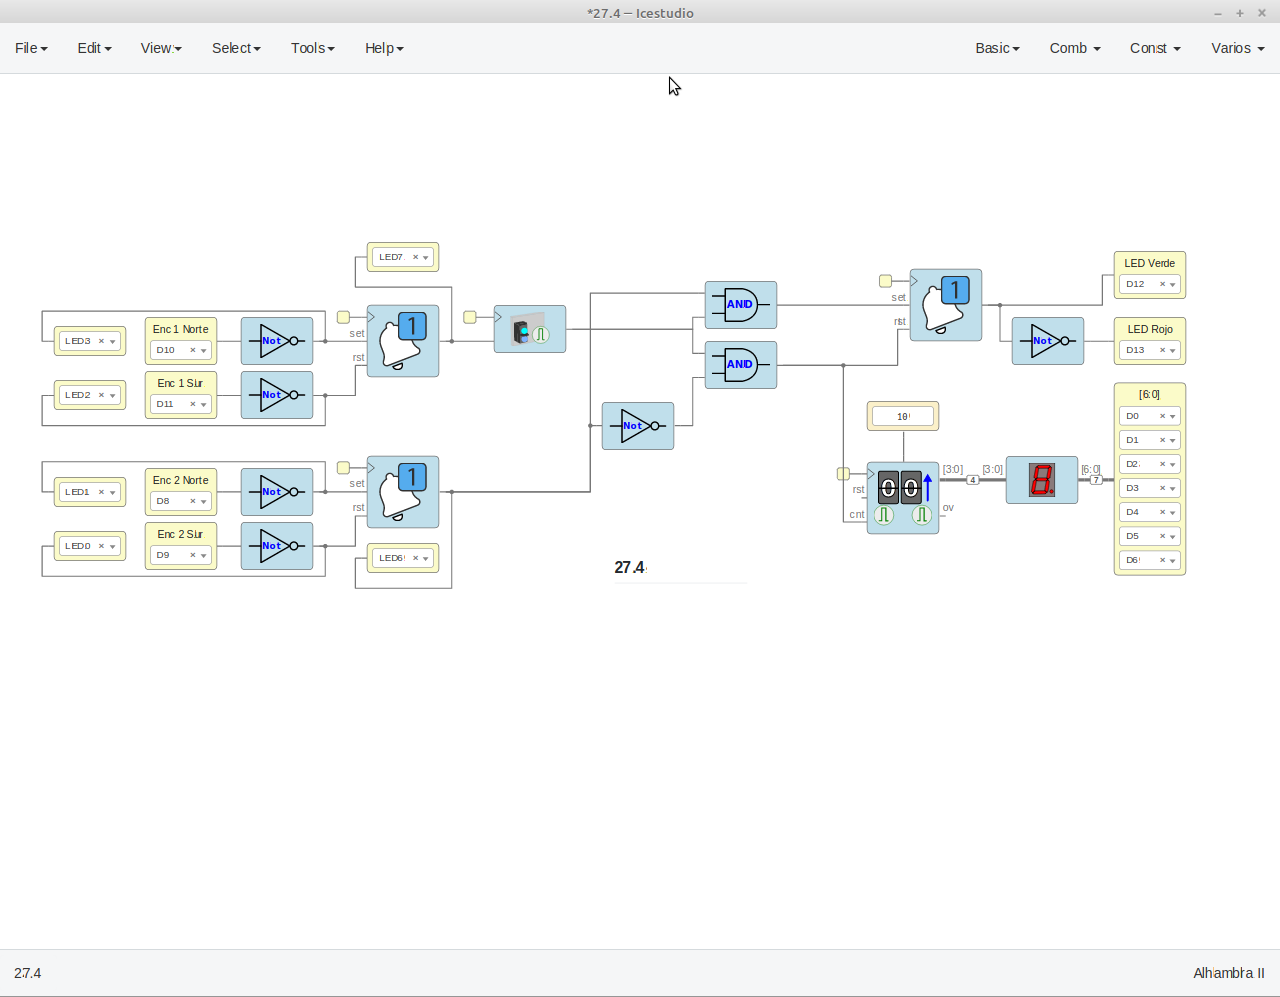 *27.4 — Icestudio
File Edit View Select Tools Help Basic Comb Const Varios
LED7
LED Verde
D12
1
set
rst
1
set
rst
AND
LED3
Enc 1 Norte
D10
Not
LED Rojo
D13
Not
AND
LED2
Enc 1 Sur
D11
Not
[6:0]
D0
D1
D2
D3
D4
D5
D6
10
Not
1
set
rst
[3:0] [3:0] [6:0]
4
7
00
rst
cnt
ov
8.
LED1
Enc 2 Norte
D8
Not
LED0
Enc 2 Sur
D9
Not
LED6
27.4
27.4 Alhambra II